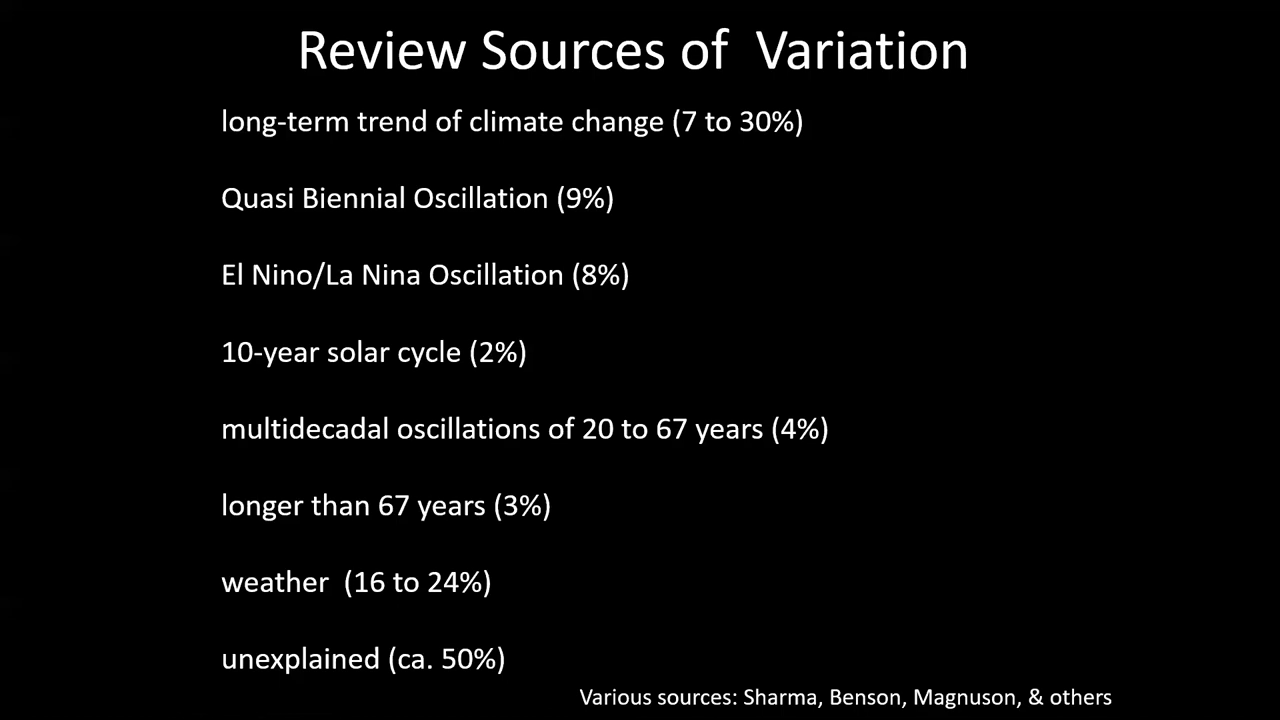 Review Sources of Variation
long-term trend of climate change (7 to 30%)
Quasi Biennial Oscillation (9%)
El Nino/La Nina Oscillation (8%)
10-year solar cycle (2%)
multidecadal oscillations of 20 to 67 years (4%)
longer than 67 years (3%)
weather (16 to 24%)
unexplained (ca. 50%)
Various sources: Sharma, Benson, Magnuson, & others